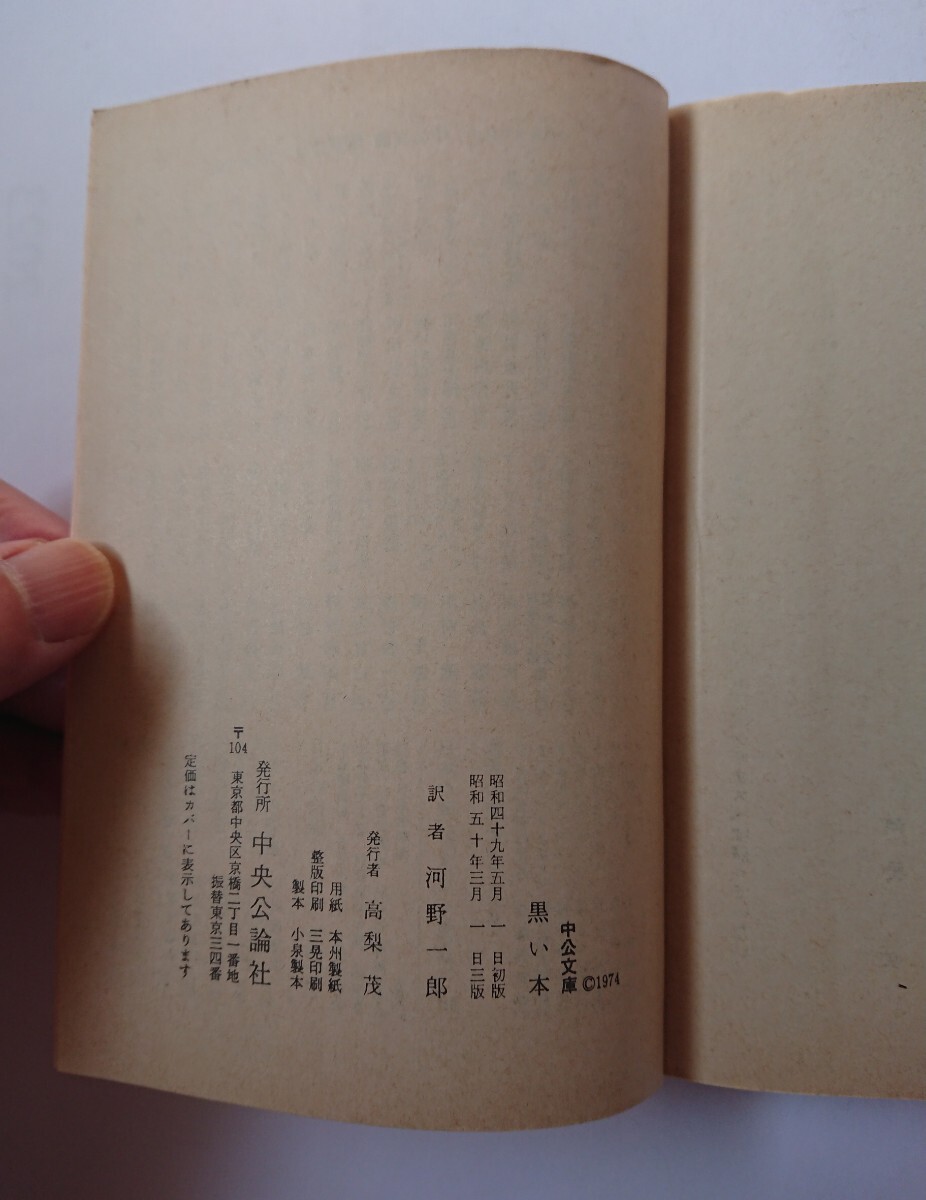 中公文庫 ©1974
黒い本
昭和四十九年五月 一 日初版
昭和五十年三月 一 日三版
訳者 河野一郎
発行者 高梨茂
用紙 本州製紙
整版印刷 三晃印刷
製本 小泉製本
発行所 中央公論社
〒104 東京都中央区京橋二丁目一番地
振替東京三四番
定価はカバーに表示してあります